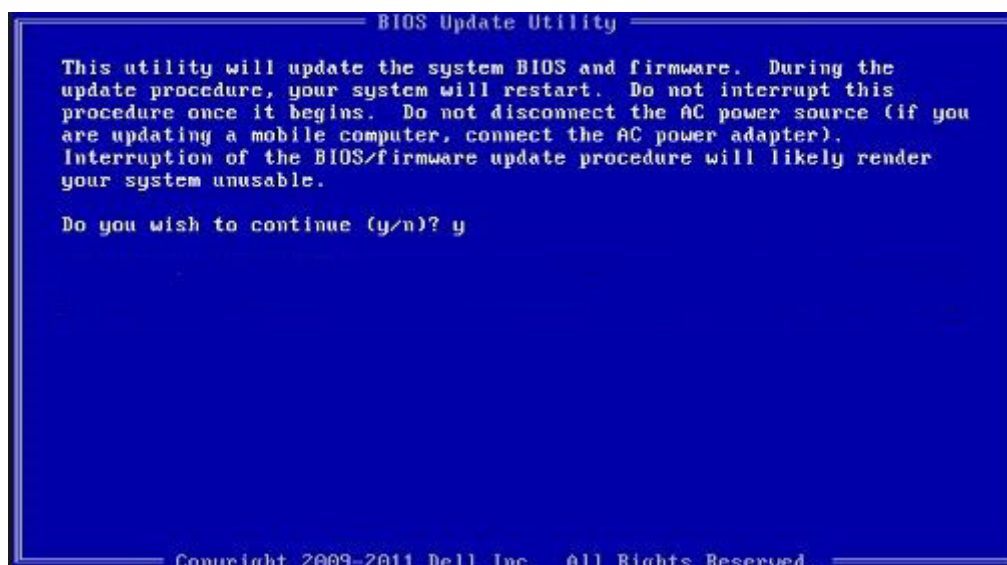 BIOS Update Utility
This utility will update the system BIOS and firmware.  During the
update procedure, your system will restart.  Do not interrupt this
procedure once it begins.  Do not disconnect the AC power source (if you
are updating a mobile computer, connect the AC power adapter).
Interruption of the BIOS/firmware update procedure will likely render
your system unusable.
Do you wish to continue (y/n)? y
Copyright 2009-2011 Dell Inc.  All Rights Reserved.